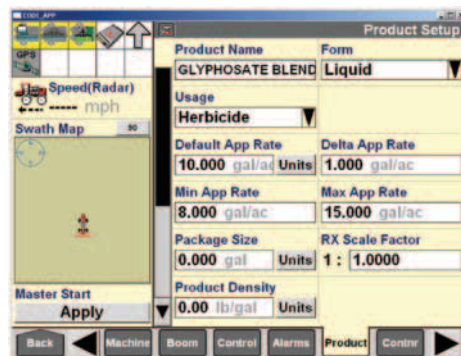 CODE_APP
Product Setup
GPS
Speed(Radar)
----- mph
Swath Map
90
Master Start
Apply
Product Name
Form
GLYPHOSATE BLEND
Liquid
Usage
Herbicide
Default App Rate
Delta App Rate
10.000 gal/ac Units
1.000 gal/ac
Min App Rate
Max App Rate
8.000 gal/ac
15.000 gal/ac
Package Size
RX Scale Factor
0.000 gal Units
1 : 1.0000
Product Density
0.00 lb/gal Units
Back Machine Boom Control Alarms Product Contnr